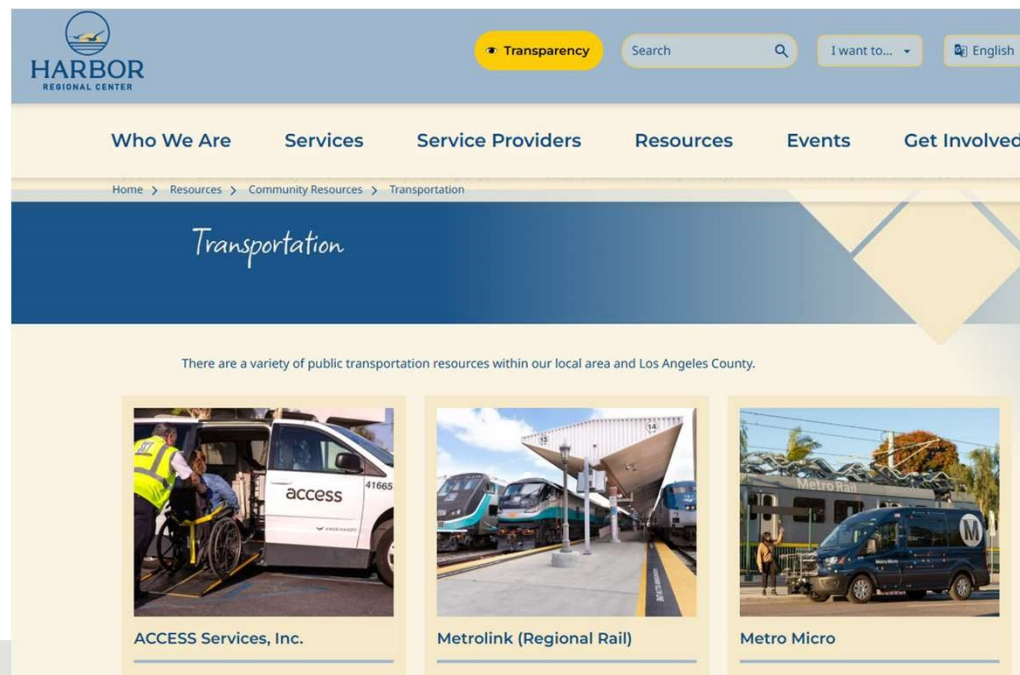 HARBOR
REGIONAL CENTER
Transparency
Search
I want to...
English
Who We Are
Services
Service Providers
Resources
Events
Get Involved
Home > Resources > Community Resources > Transportation
Transportation
There are a variety of public transportation resources within our local area and Los Angeles County.
access
41665
13
14
Metro Rail
M
ACCESS Services, Inc.
Metrolink (Regional Rail)
Metro Micro